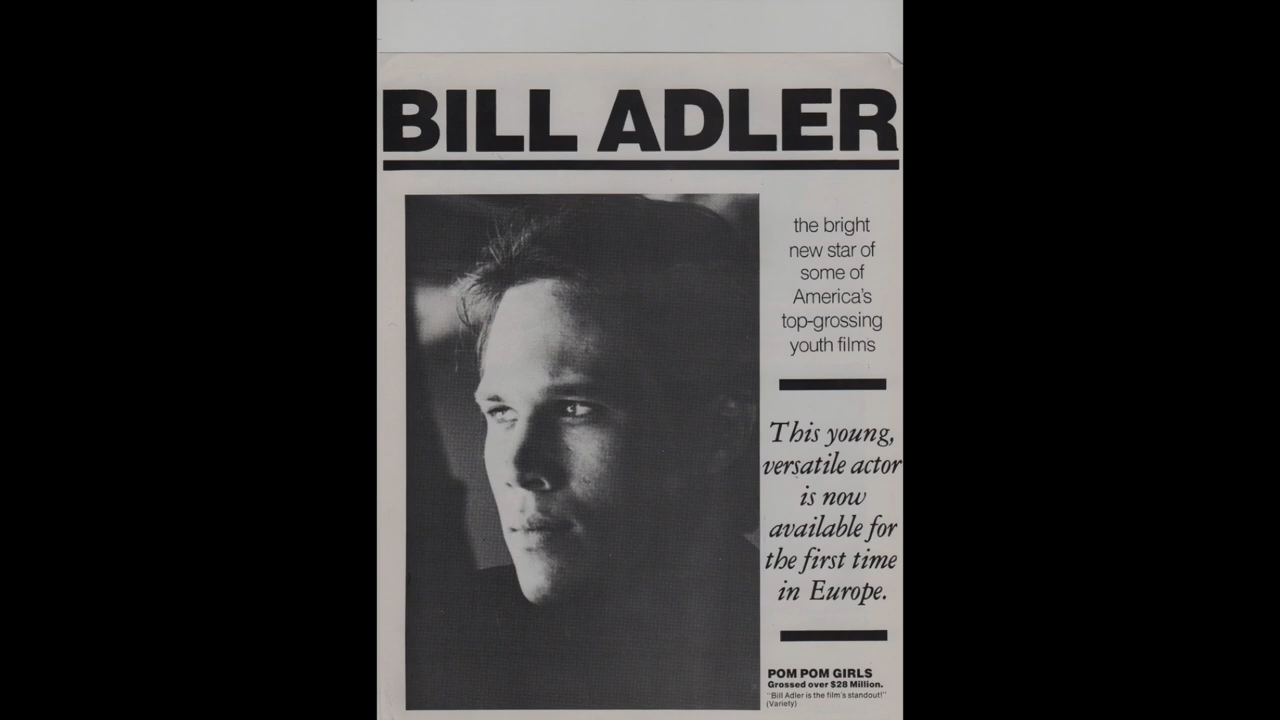 BILL ADLER
the bright
new star of
some of
America's
top-grossing
youth films
This young,
versatile actor
is now
available for
the first time
in Europe.
POM POM GIRLS
Grossed over $28 Million.
"Bill Adler is the film's standout!"
(Variety)